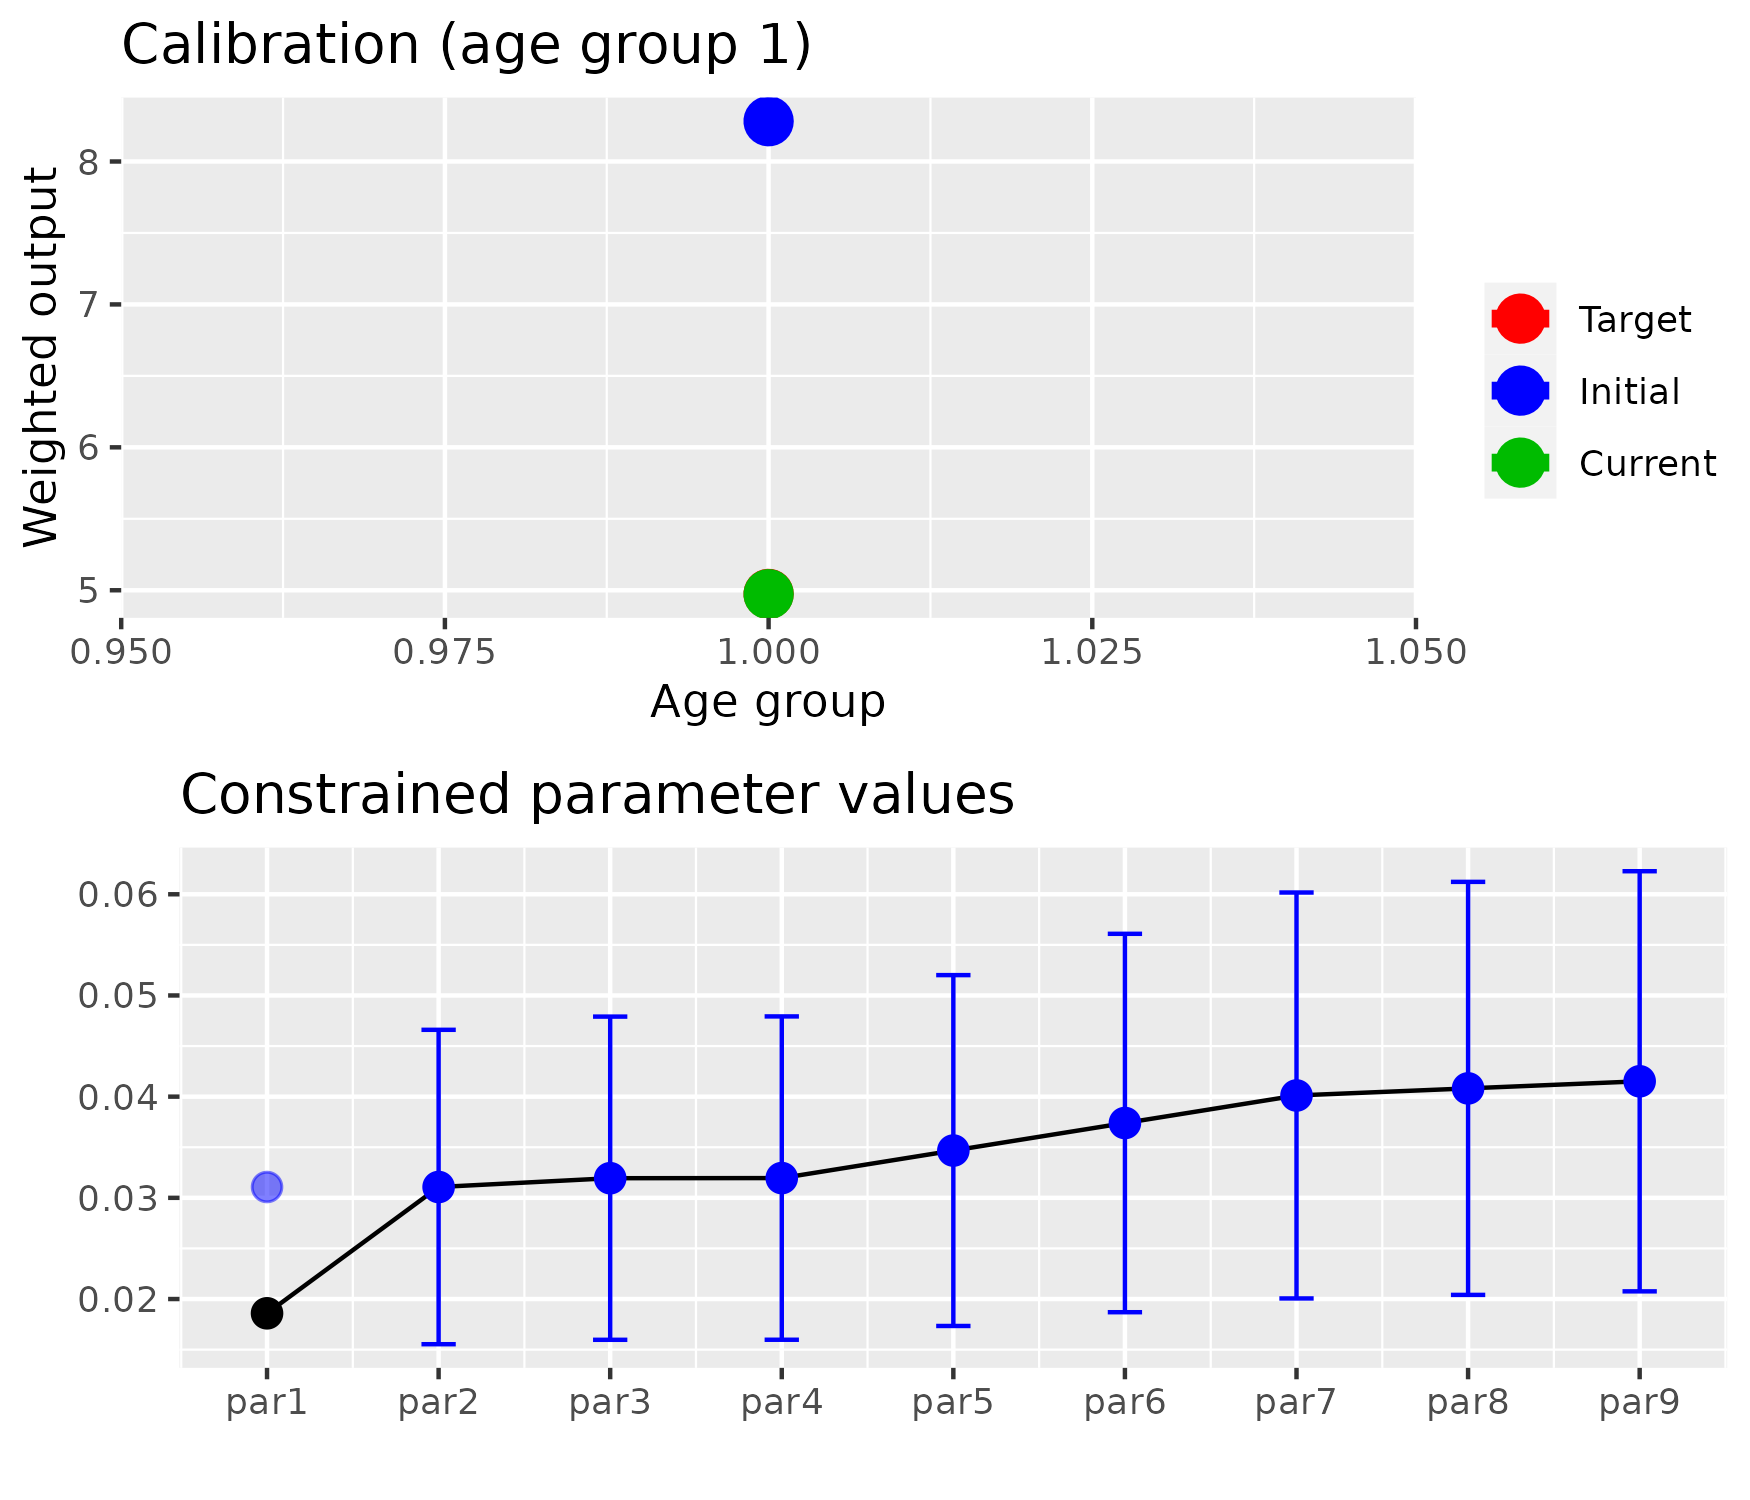 Calibration (age group 1)
Weighted output
8
7
6
5
0.950 0.975 1.000 1.025 1.050
Age group
Target
Initial
Current
Constrained parameter values
0.06
0.05
0.04
0.03
0.02
par1 par2 par3 par4 par5 par6 par7 par8 par9